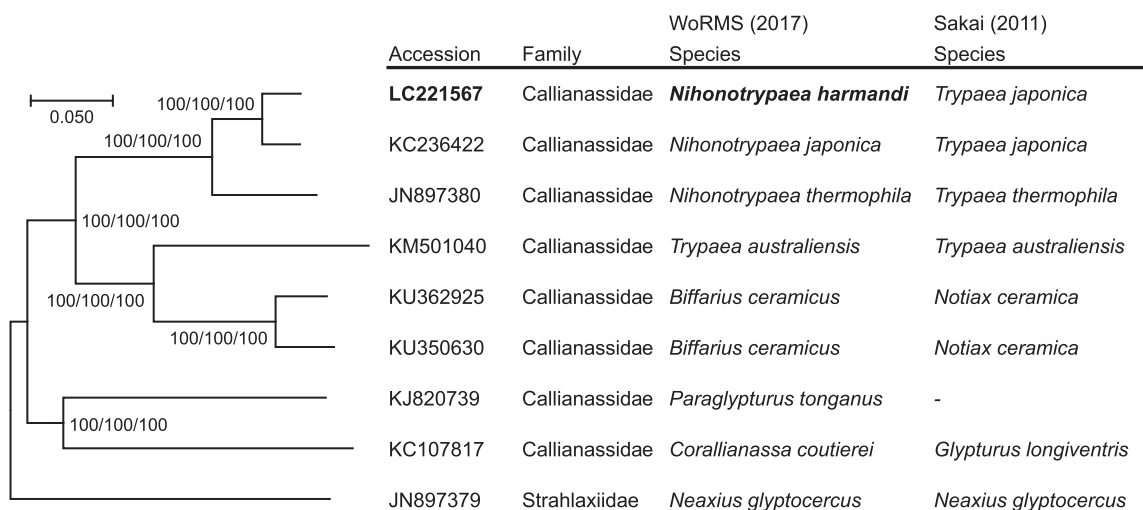 WoRMS (2017) Sakai (2011)
Accession Family Species Species
100/100/100 LC221567 Callianassidae Nihonotrypaea harmandi Trypaea japonica
0.050
100/100/100 KC236422 Callianassidae Nihonotrypaea japonica Trypaea japonica
JN897380 Callianassidae Nihonotrypaea thermophila Trypaea thermophila
100/100/100
KM501040 Callianassidae Trypaea australiensis Trypaea australiensis
100/100/100 KU362925 Callianassidae Biffarius ceramicus Notiax ceramica
100/100/100 KU350630 Callianassidae Biffarius ceramicus Notiax ceramica
KJ820739 Callianassidae Paraglypturus tonganus -
100/100/100
KC107817 Callianassidae Corallianassa coutierei Glypturus longiventris
JN897379 Strahlaxiidae Neaxius glyptocercus Neaxius glyptocercus